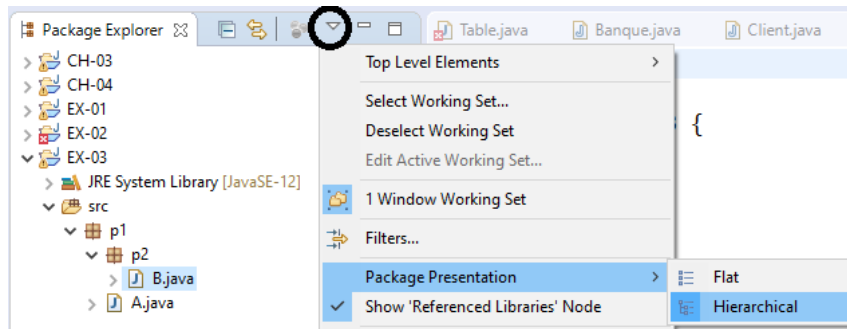 Package Explorer
Table.java
Banque.java
Client.java
CH-03
CH-04
EX-01
EX-02
EX-03
JRE System Library [JavaSE-12]
src
p1
p2
B.java
A.java
Top Level Elements
Select Working Set...
Deselect Working Set
Edit Active Working Set...
1 Window Working Set
Filters...
Package Presentation
Show 'Referenced Libraries' Node
Flat
Hierarchical
{